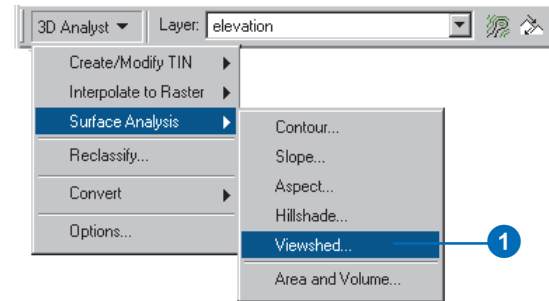 3D Analyst Layer: elevation
Create/Modify TIN
Interpolate to Raster
Surface Analysis
Reclassify...
Convert
Options...
Contour...
Slope...
Aspect...
Hillshade...
Viewshed... 1
Area and Volume...